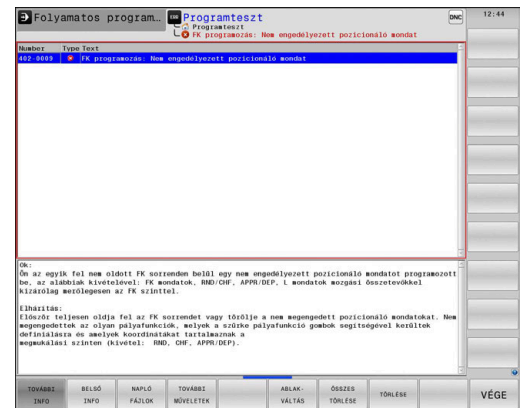 Folyamatos program…
Programteszt
DNC
12:44
Programteszt
FK programozás: Nem engedélyezett pozicionáló mondat
Number Type Text
402-0009 FK programozás: Nem engedélyezett pozicionáló mondat
Ok:
Ön az egyik fel nem oldott FK sorrenden belül egy nem engedélyezett pozicionáló mondatot programozott
be, az alábbiak kivételével: FK mondatok, RND/CHF, APPR/DEP, L mondatok mozgási összetevőkkel
kizárólag merőlegesen az FK szinttel.
Elhárítás:
Először teljesen oldja fel az FK sorrendet vagy törölje a nem megengedett pozicionáló mondatokat. Nem
megengedettek az olyan pályafunkciók, melyek a szürke pályafunkció gombok segítségével kerültek
definiálásra és amelyek koordinátákat tartalmaznak a
megmukálási szinten (kivétel: RND, CHF, APPR/DEP).
TOVÁBBI INFO
BELSŐ INFO
NAPLÓ FÁJLOK
TOVÁBBI MŰVELETEK
ABLAK- VÁLTÁS
ÖSSZES TÖRLÉSE
TÖRLÉSE
VÉGE